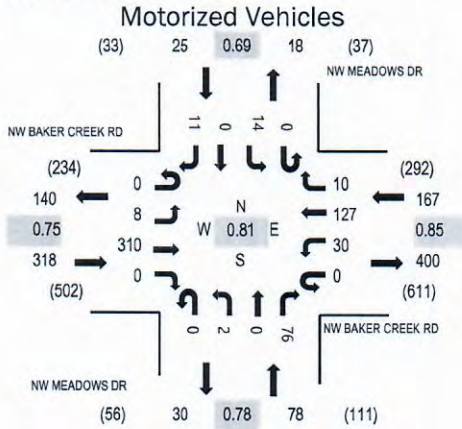 Motorized Vehicles
(33) 25 0.69 18 (37)
NW MEADOWS DR
11 0 14 0
NW BAKER CREEK RD
(234) 0 10 (292)
140 8 N 127 167
0.75 W 0.81 E 0.85
318 310 S 30 400
(502) 0 0 (611)
0 2 0 76
NW BAKER CREEK RD
NW MEADOWS DR
(56) 30 0.78 78 (111)